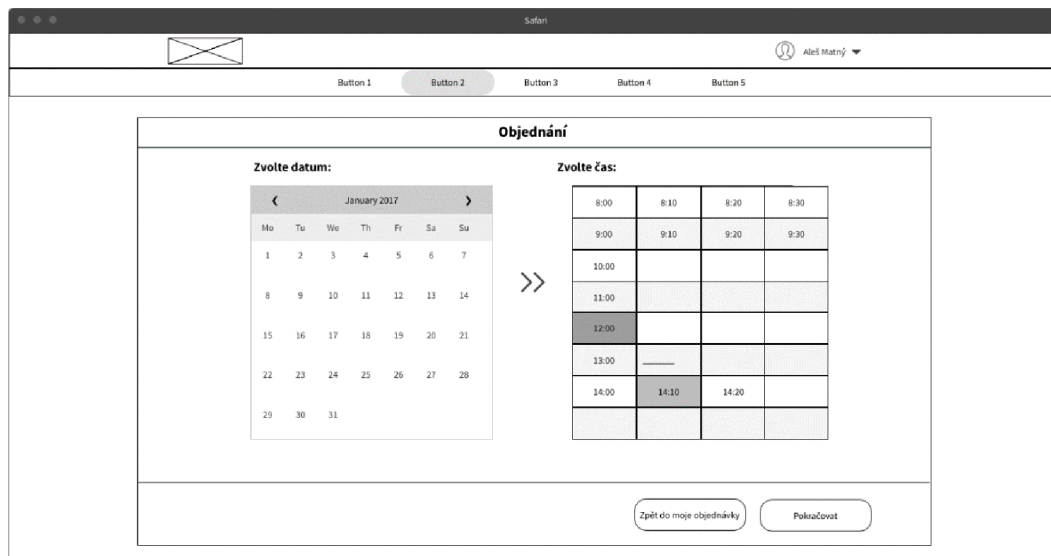 Safari
Aleš Matný
Button 1 Button 2 Button 3 Button 4 Button 5
Objednání
Zvolte datum:
January 2017
Mo Tu We Th Fr Sa Su
1 2 3 4 5 6 7
8 9 10 11 12 13 14
15 16 17 18 19 20 21
22 23 24 25 26 27 28
29 30 31
Zvolte čas:
8:00 8:10 8:20 8:30
9:00 9:10 9:20 9:30
10:00
11:00
12:00
13:00
14:00 14:10 14:20
Zpět do moje objednávky Pokračovat